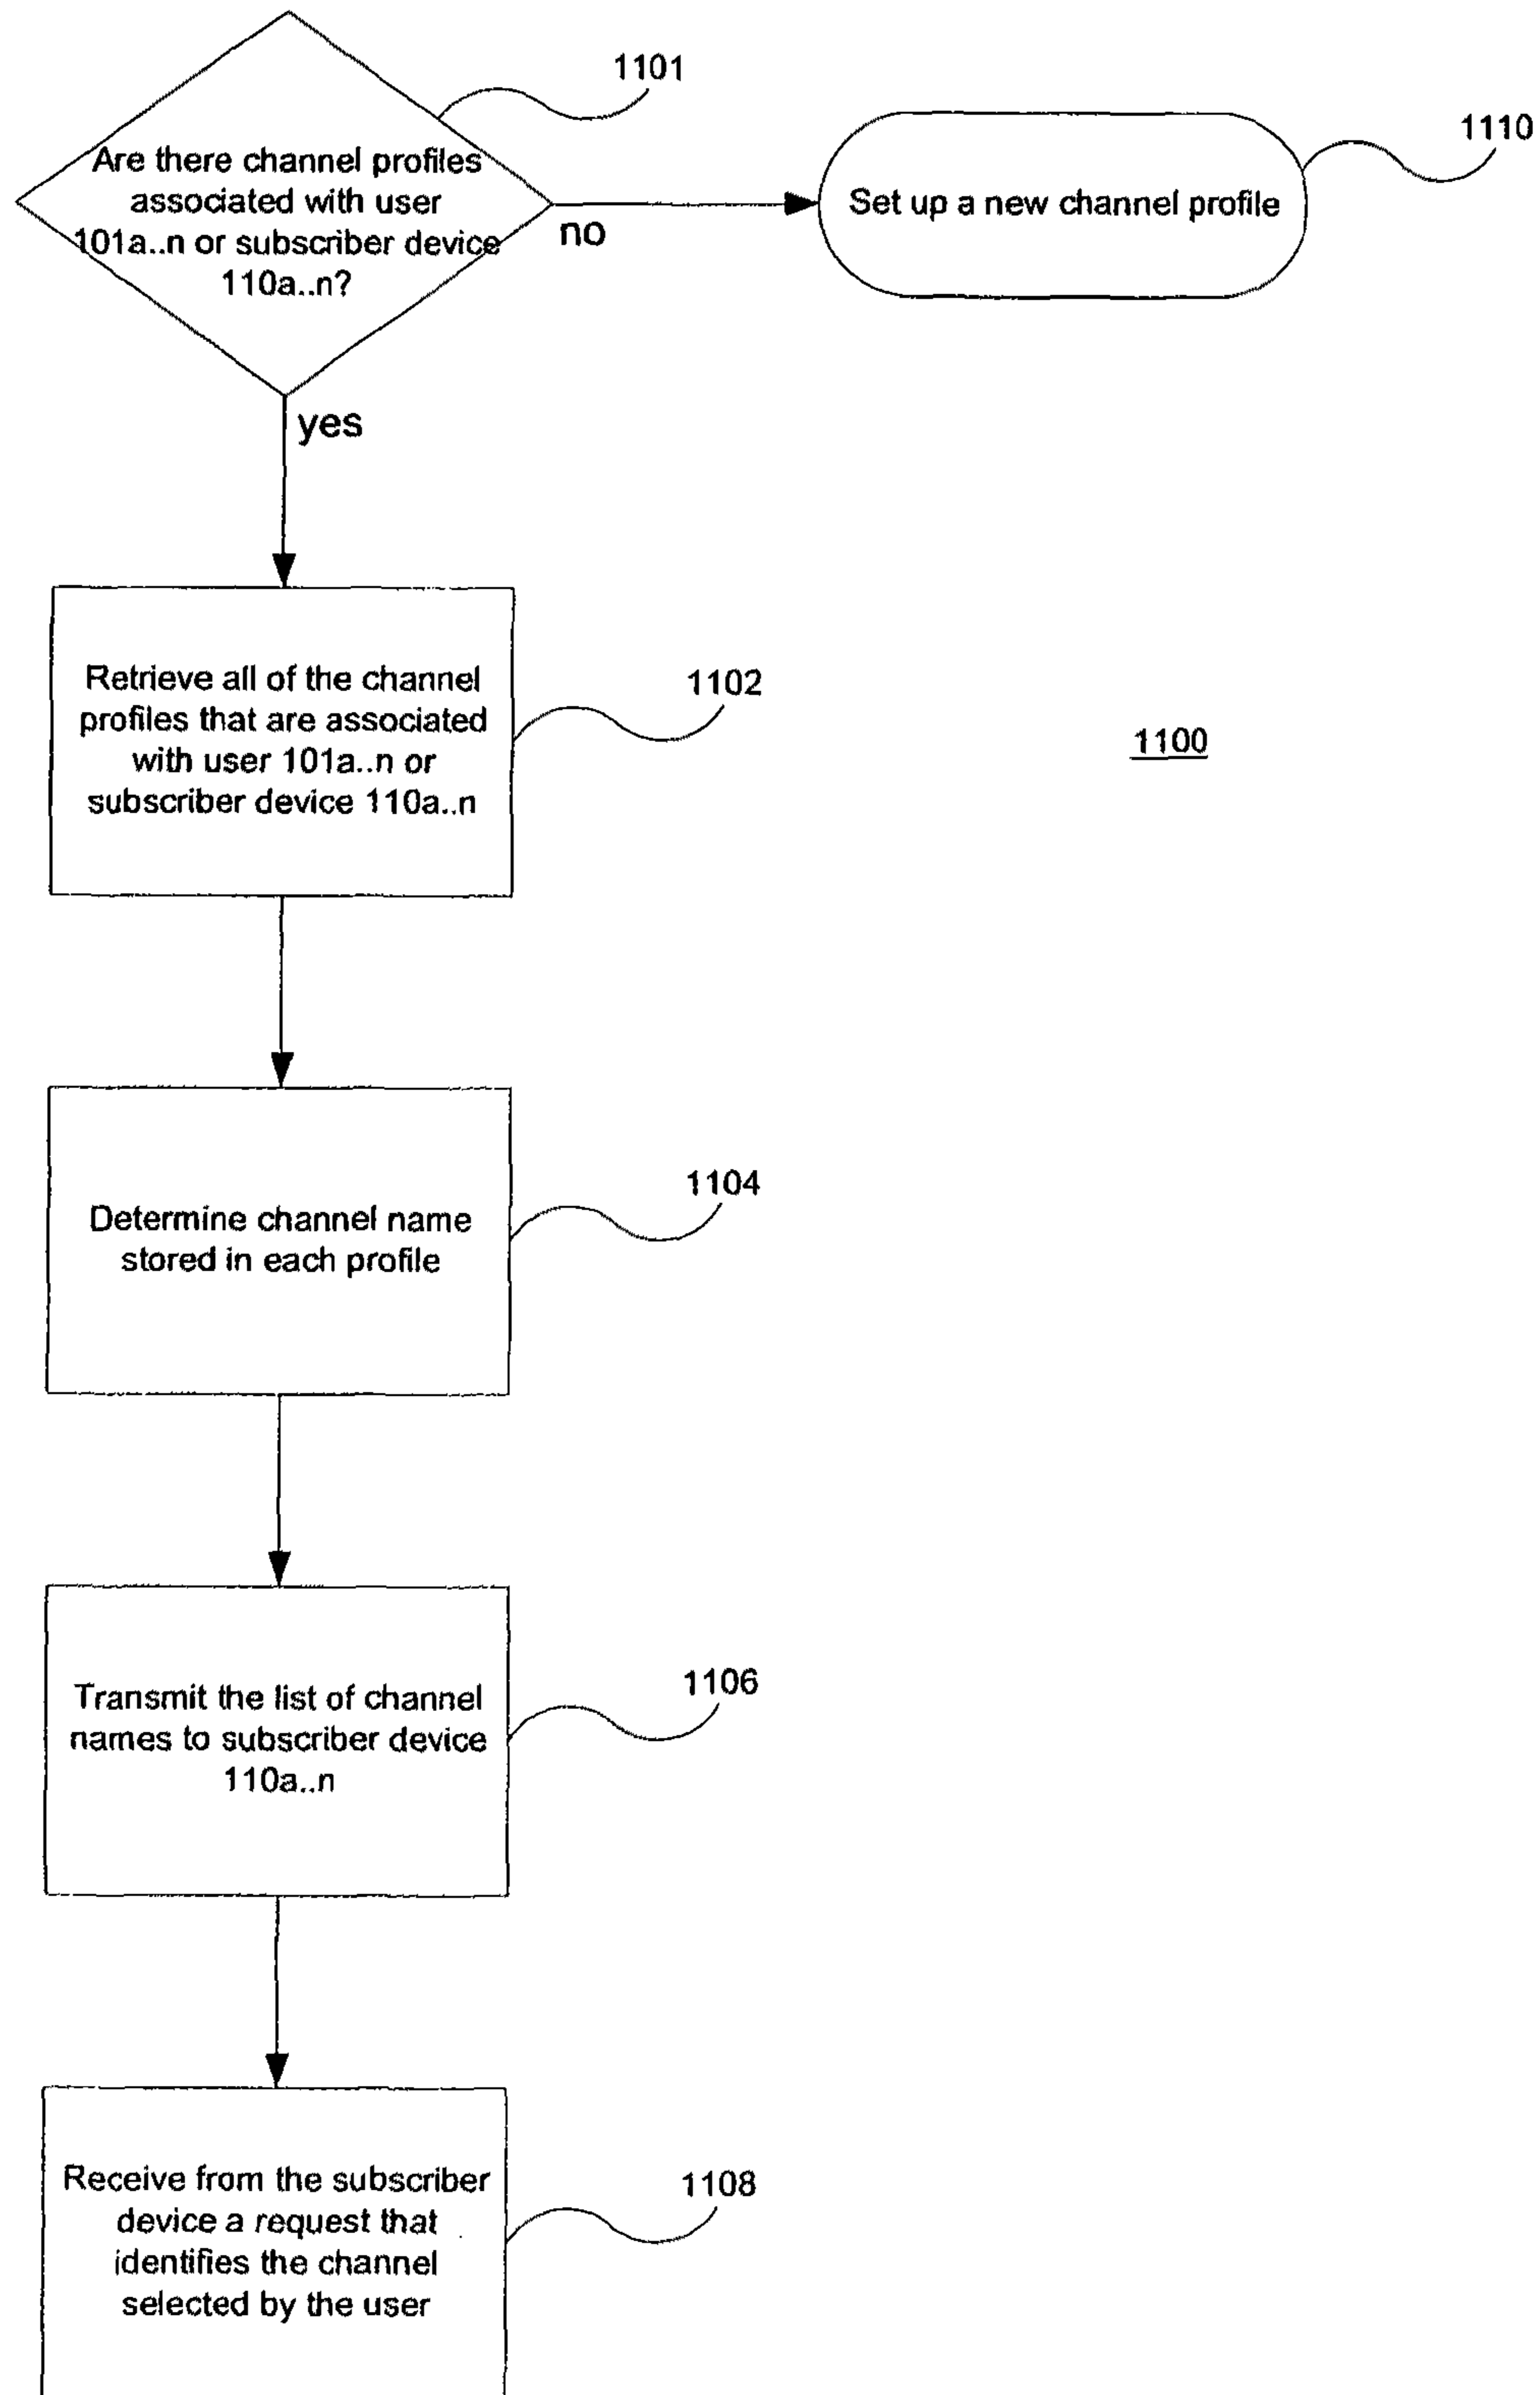 1101
Are there channel profiles
associated with user
101a..n or subscriber device
110a..n?
no
Set up a new channel profile
1110
yes
Retrieve all of the channel
profiles that are associated
with user 101a..n or
subscriber device 110a..n
1102
1100
Determine channel name
stored in each profile
1104
Transmit the list of channel
names to subscriber device
110a..n
1106
Receive from the subscriber
device a request that
identifies the channel
selected by the user
1108